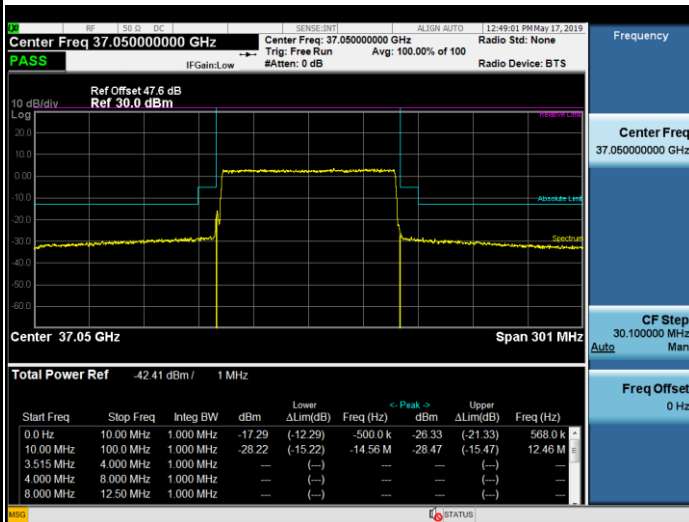 RF 50 Ω DC SENSE:INT ALIGN AUTO 12:49:01 PM May 17, 2019
Center Freq 37.050000000 GHz Center Freq: 37.050000000 GHz Radio Std: None
Trig: Free Run Avg: 100.00% of 100
PASS IFGain:Low #Atten: 0 dB Radio Device: BTS
Ref Offset 47.6 dB
10 dB/div Ref 30.0 dBm
Log
Relative Limit
20.0
10.0
0.00
-10.0
Absolute Limit
-20.0
-30.0
Spectrum
-40.0
-50.0
-60.0
Center 37.05 GHz Span 301 MHz
Total Power Ref -42.41 dBm / 1 MHz
Lower <- Peak -> Upper
Start Freq Stop Freq Integ BW dBm ΔLim(dB) Freq (Hz) dBm ΔLim(dB) Freq (Hz)
0.0 Hz 10.00 MHz 1.000 MHz -17.29 (-12.29) -500.0 k -26.33 (-21.33) 568.0 k
10.00 MHz 100.0 MHz 1.000 MHz -28.22 (-15.22) -14.56 M -28.47 (-15.47) 12.46 M
3.515 MHz 4.000 MHz 1.000 MHz --- (---) --- --- (---) ---
4.000 MHz 8.000 MHz 1.000 MHz --- (---) --- --- (---) ---
8.000 MHz 12.50 MHz 1.000 MHz --- (---) --- --- (---) ---
MSG STATUS
Frequency
Center Freq
37.050000000 GHz
CF Step
30.100000 MHz
Auto Man
Freq Offset
0 Hz